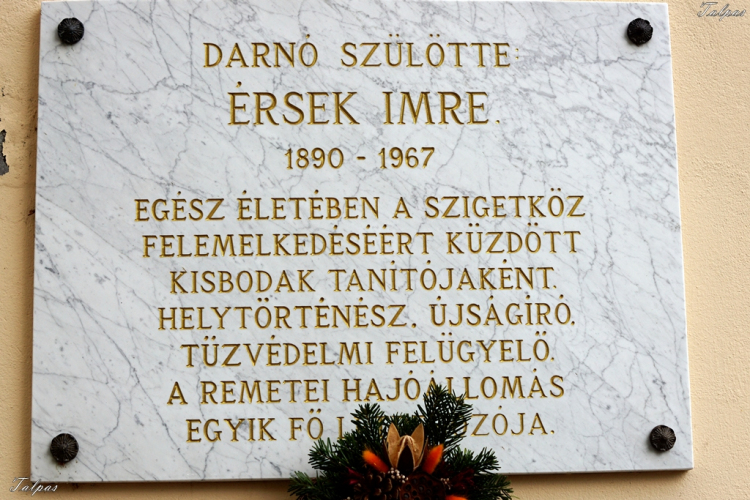 Talpas
DARNÓ SZÜLÖTTE:
ÉRSEK IMRE.
1890 - 1967
EGÉSZ ÉLETÉBEN A SZIGETKÖZ
FELEMELKEDÉSÉÉRT KÜZDÖTT
KISBODAK TANÍTÓJAKÉNT.
HELYTÖRTÉNÉSZ, ÚJSÁGÍRÓ,
TŰZVÉDELMI FELÜGYELŐ.
A REMETEI HAJÓÁLLOMÁS
EGYIK FŐ
Talpas